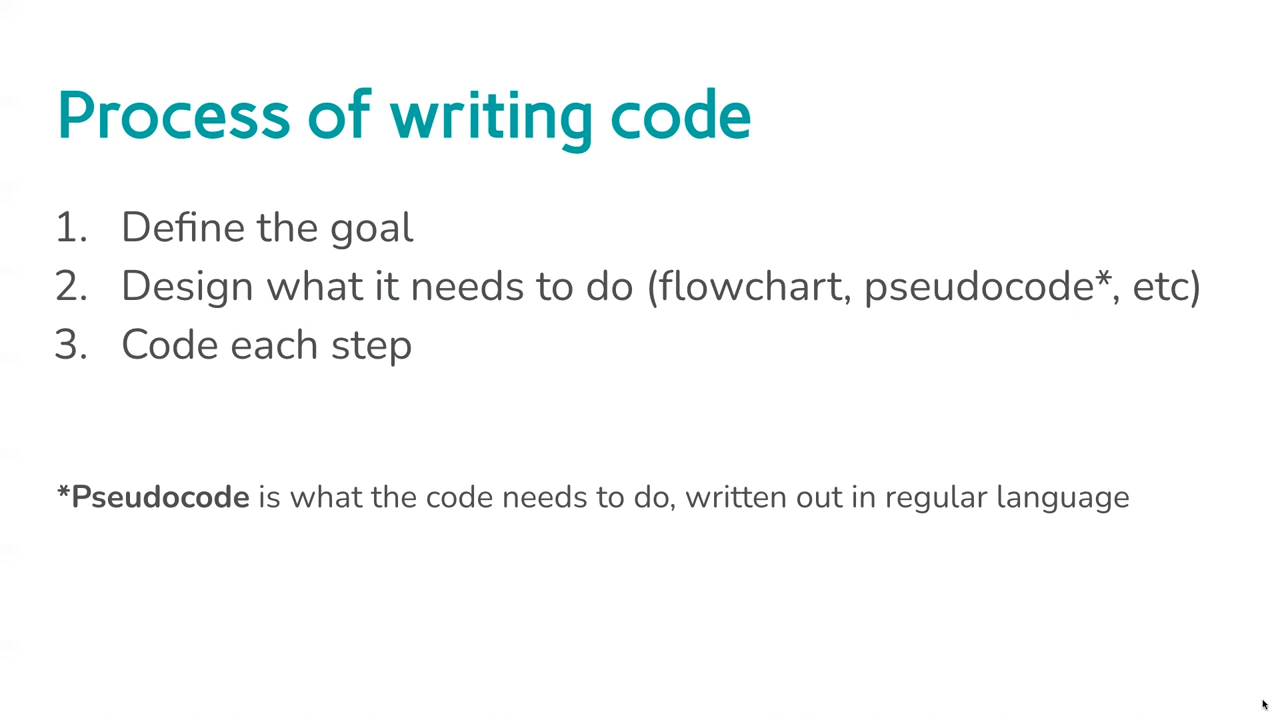 Process of writing code
1. Define the goal
2. Design what it needs to do (flowchart, pseudocode*, etc)
3. Code each step
*Pseudocode is what the code needs to do, written out in regular language